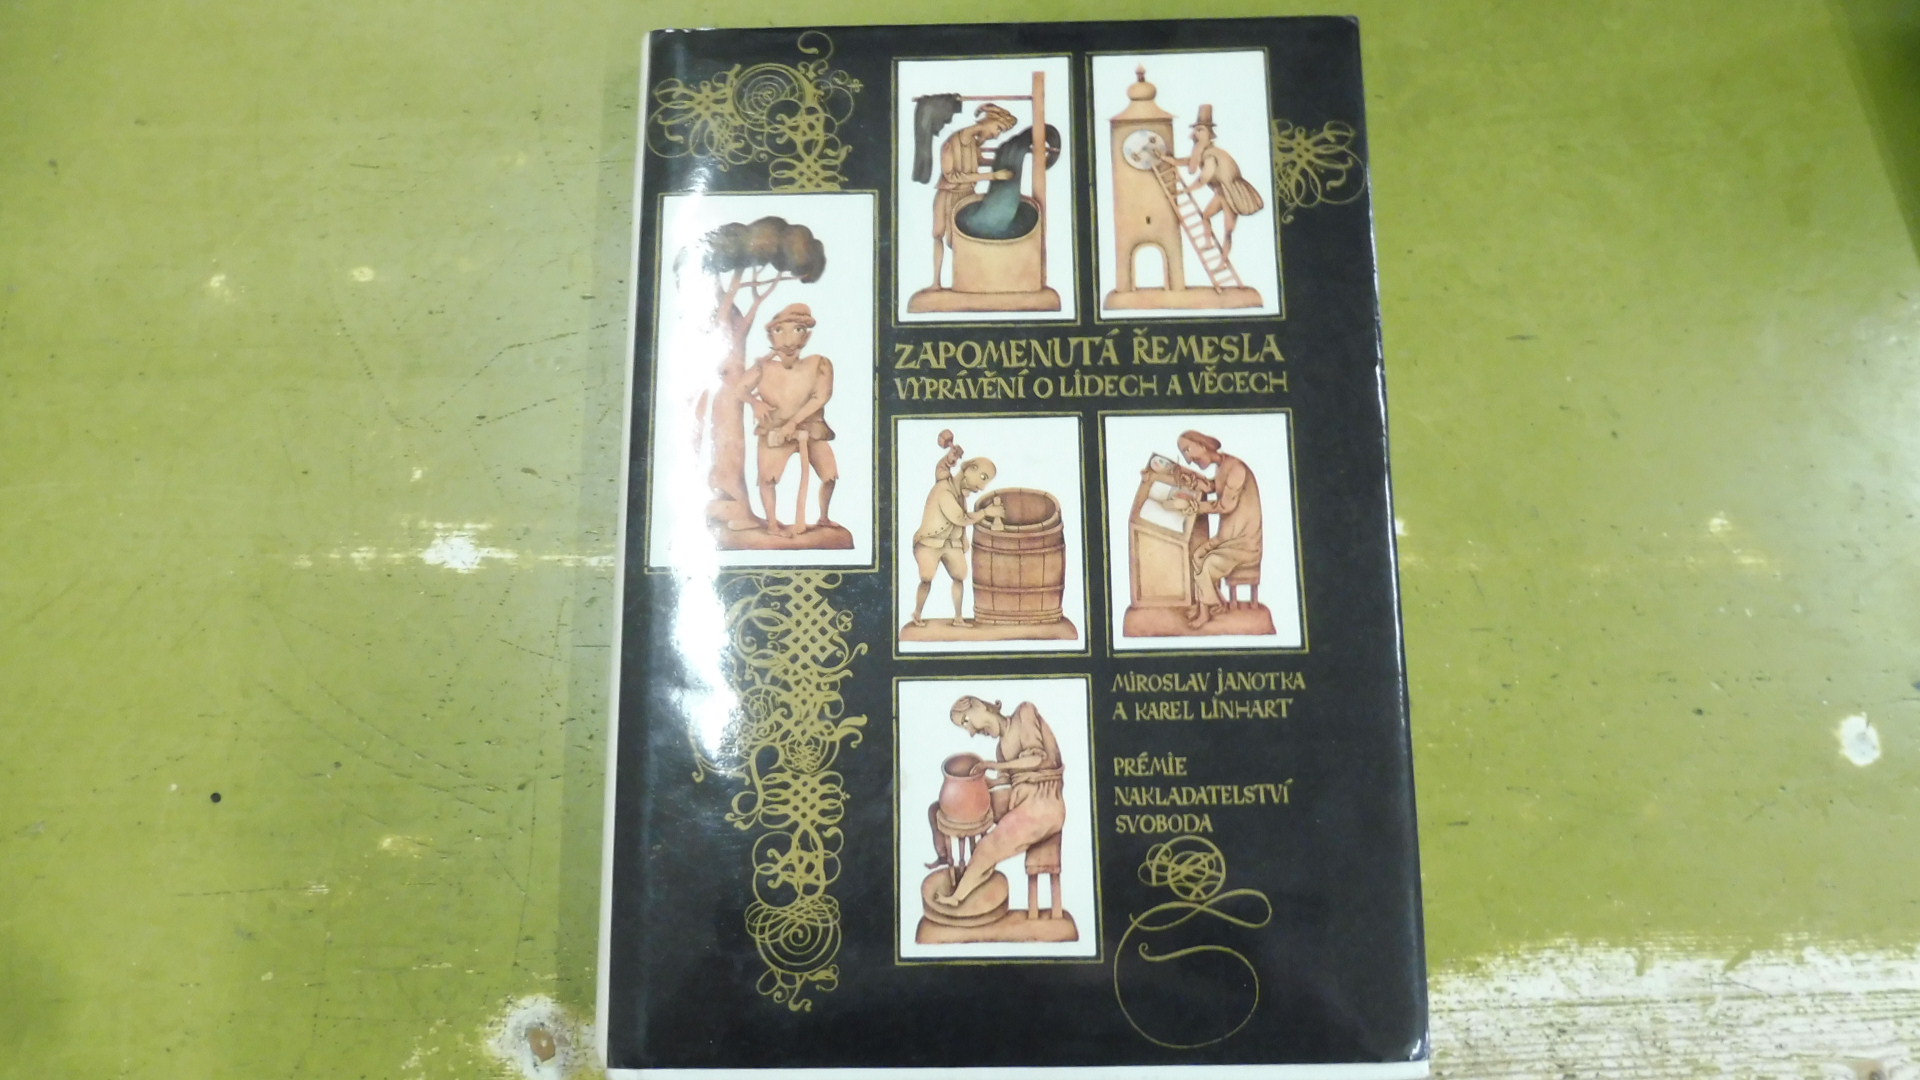 ZAPOMENUTÁ ŘEMESLA
VYPRÁVĚNÍ O LIDECH A VĚCECH
MIROSLAV JANOTKA
A KAREL LINHART
PRÉMIE
NAKLADATELSTVÍ
SVOBODA